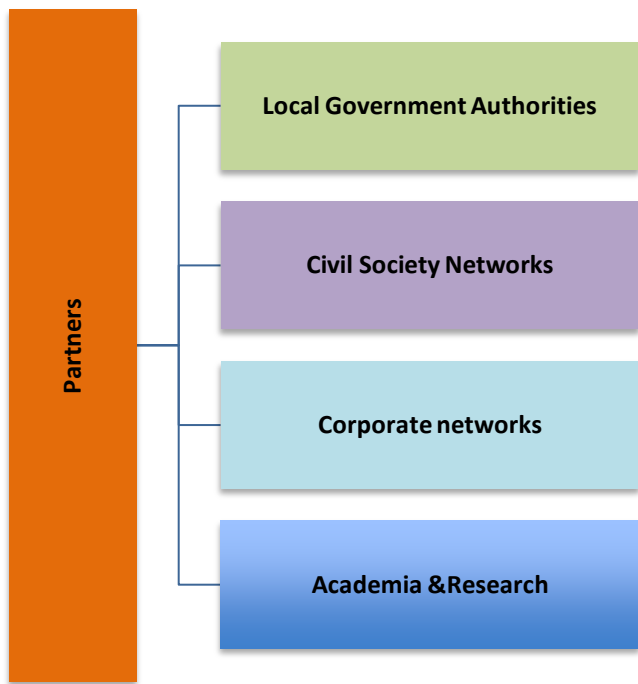 Partners
Local Government Authorities
Civil Society Networks
Corporate networks
Academia &Research